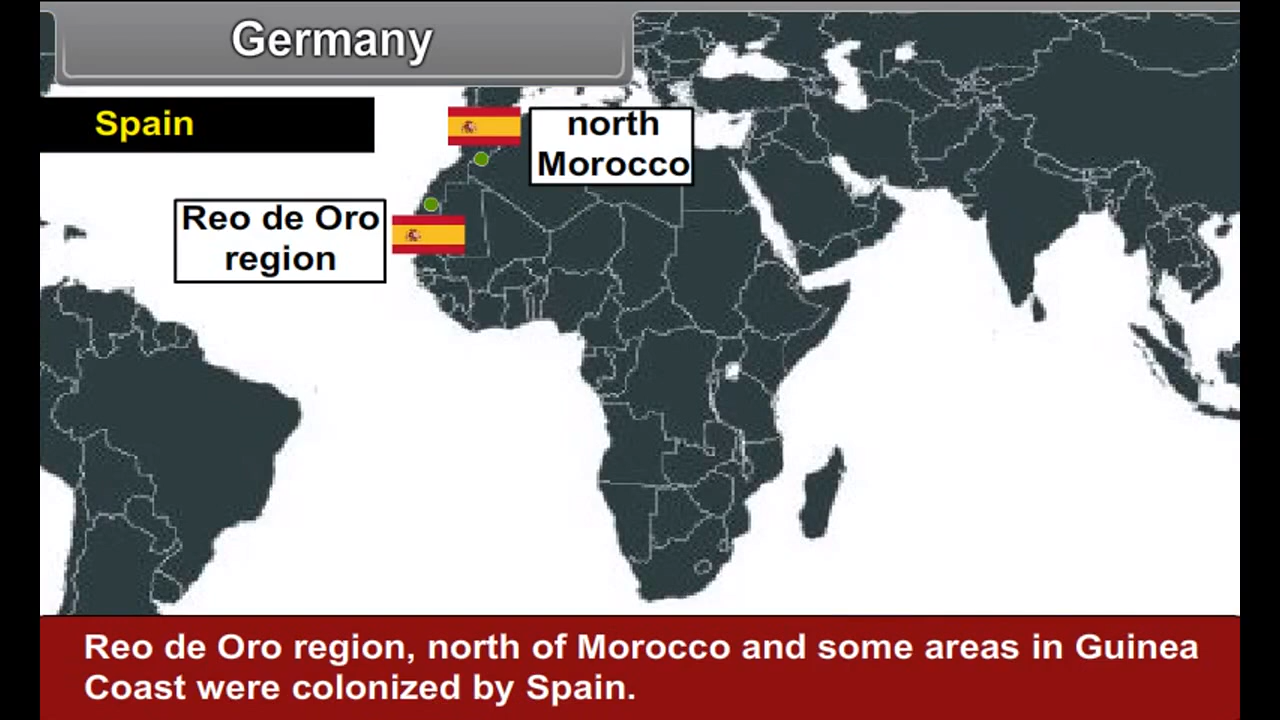 Germany
Spain
north
Morocco
Reo de Oro
region
Reo de Oro region, north of Morocco and some areas in Guinea
Coast were colonized by Spain.